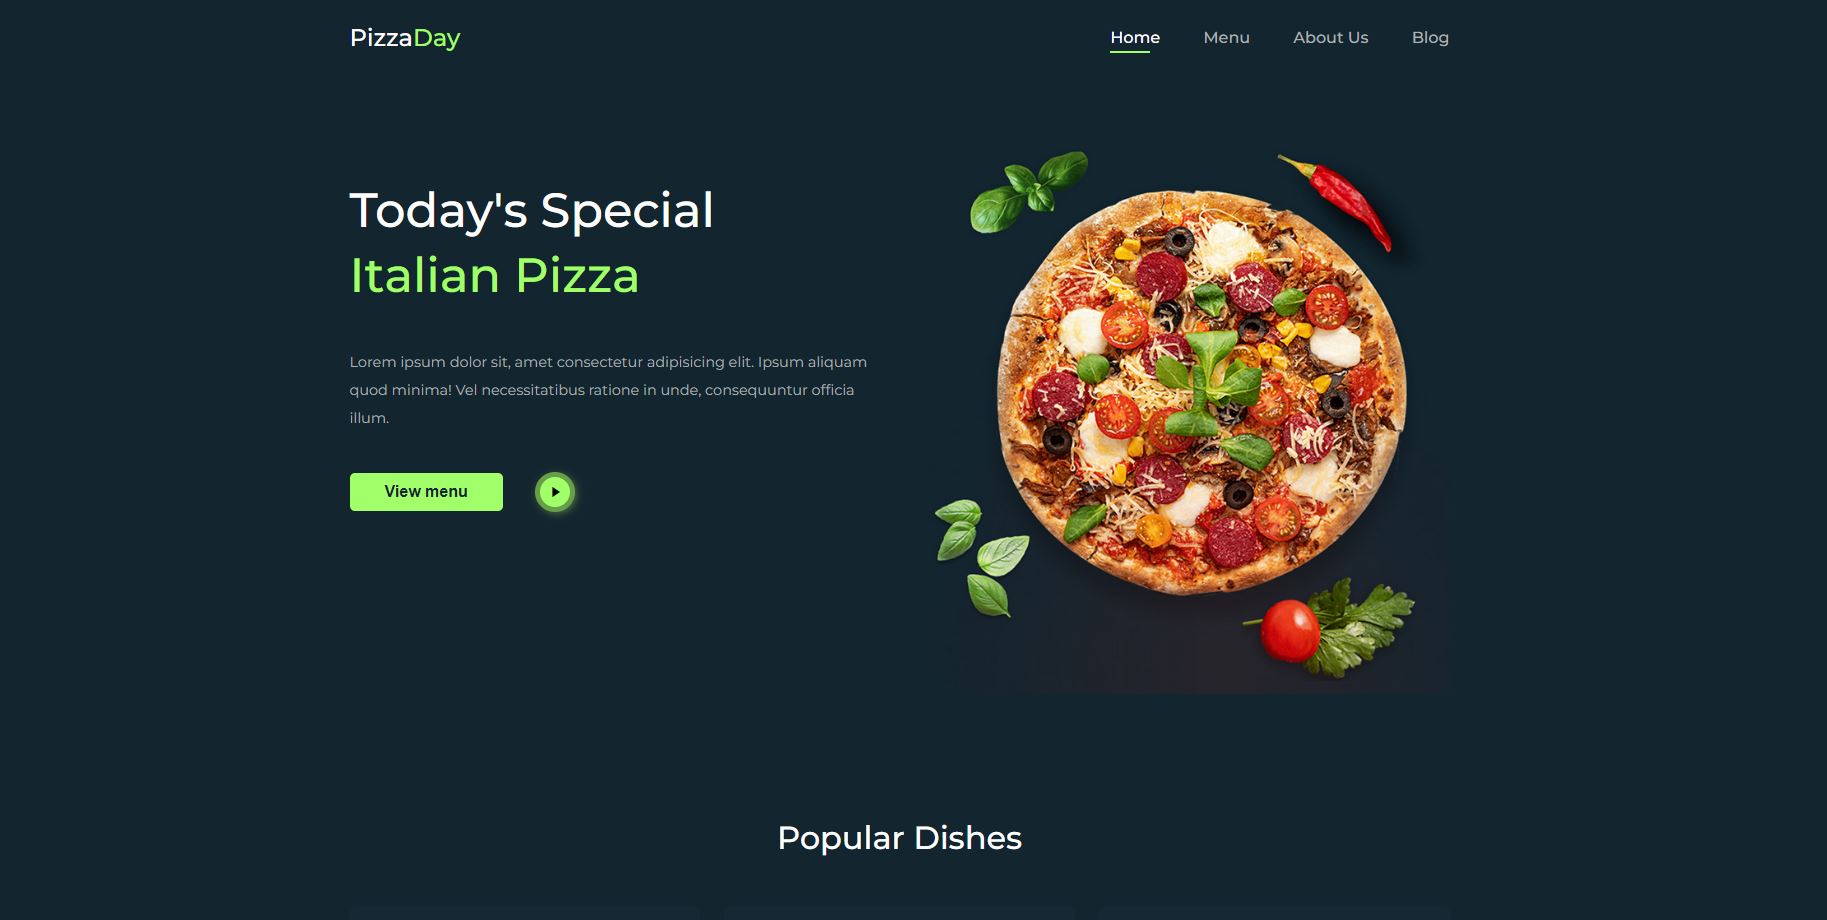 PizzaDay
Home Menu About Us Blog
Today's Special
Italian Pizza
Lorem ipsum dolor sit, amet consectetur adipisicing elit. Ipsum aliquam
quod minima! Vel necessitatibus ratione in unde, consequuntur officia
illum.
View menu
Popular Dishes